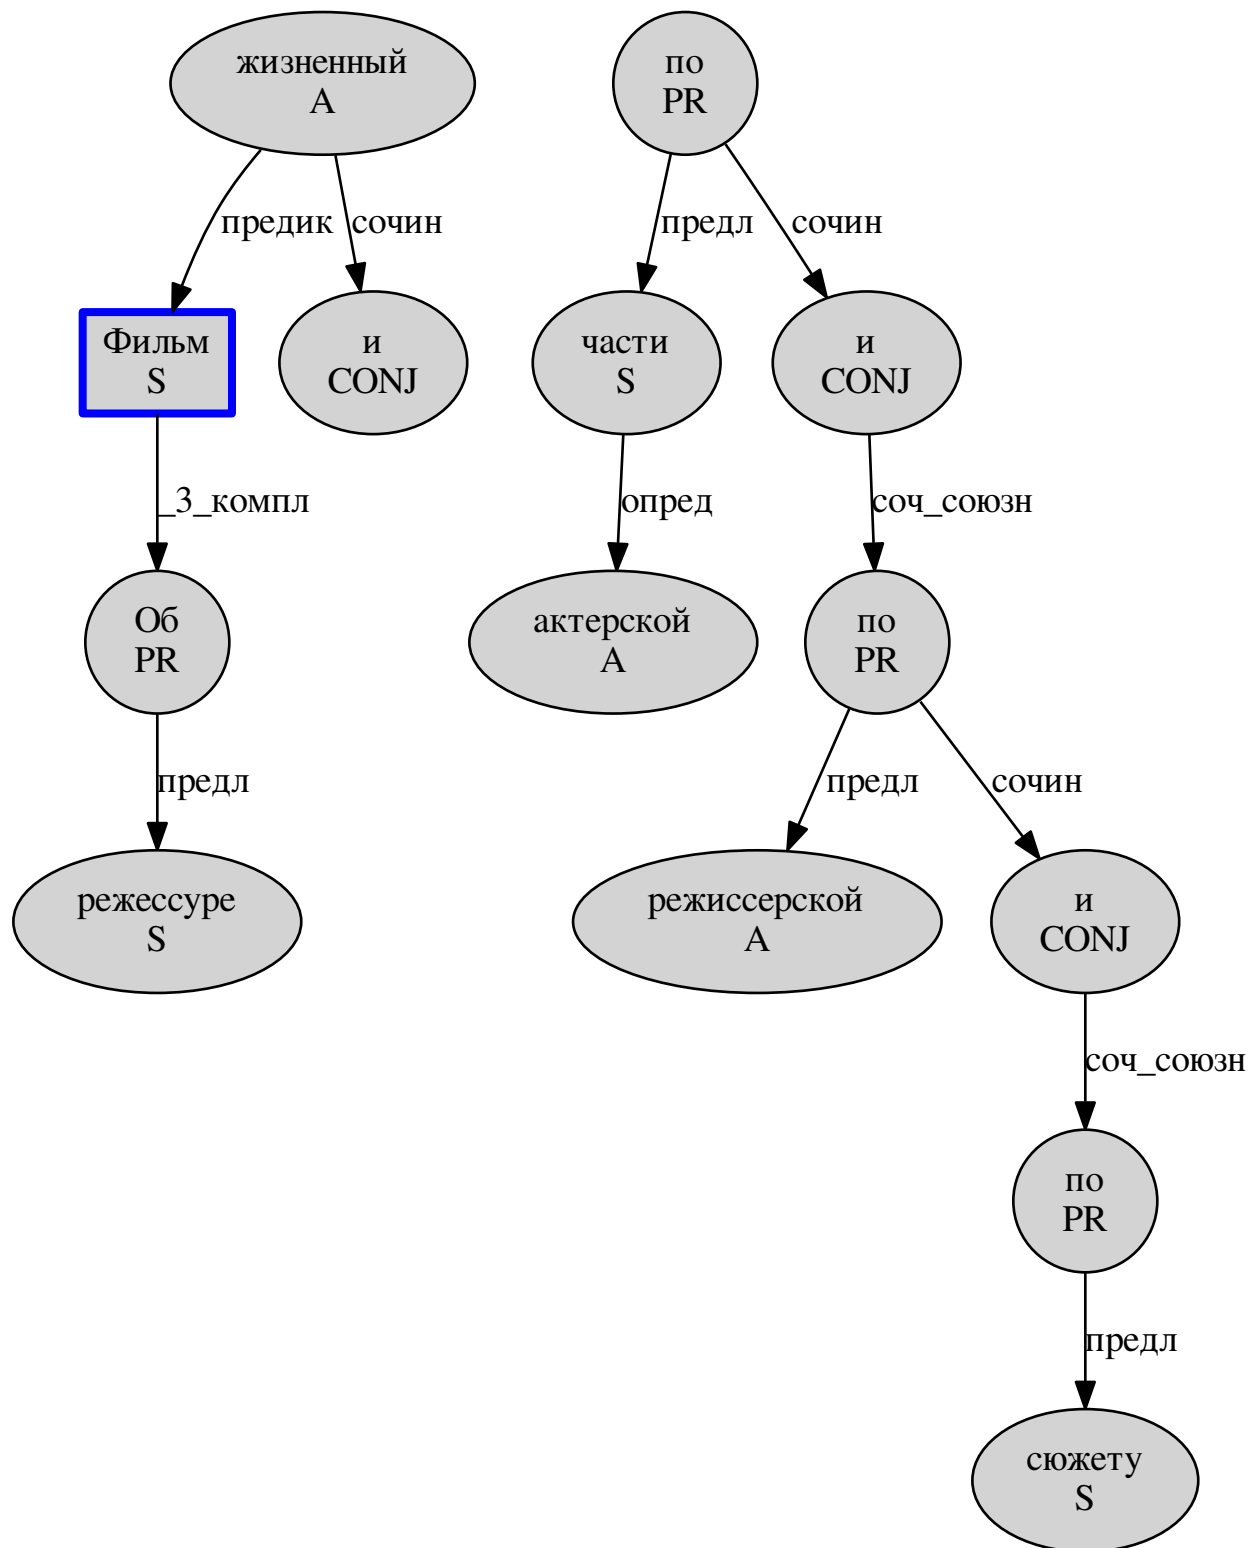 жизненный
A
по
PR
предик
сочин
предл
сочин
Фильм
S
и
CONJ
части
S
и
CONJ
_3_компл
опред
соч_союзн
Об
PR
актерской
A
по
PR
предл
предл
сочин
режессуре
S
режиссерской
A
и
CONJ
соч_союзн
по
PR
предл
сюжету
S